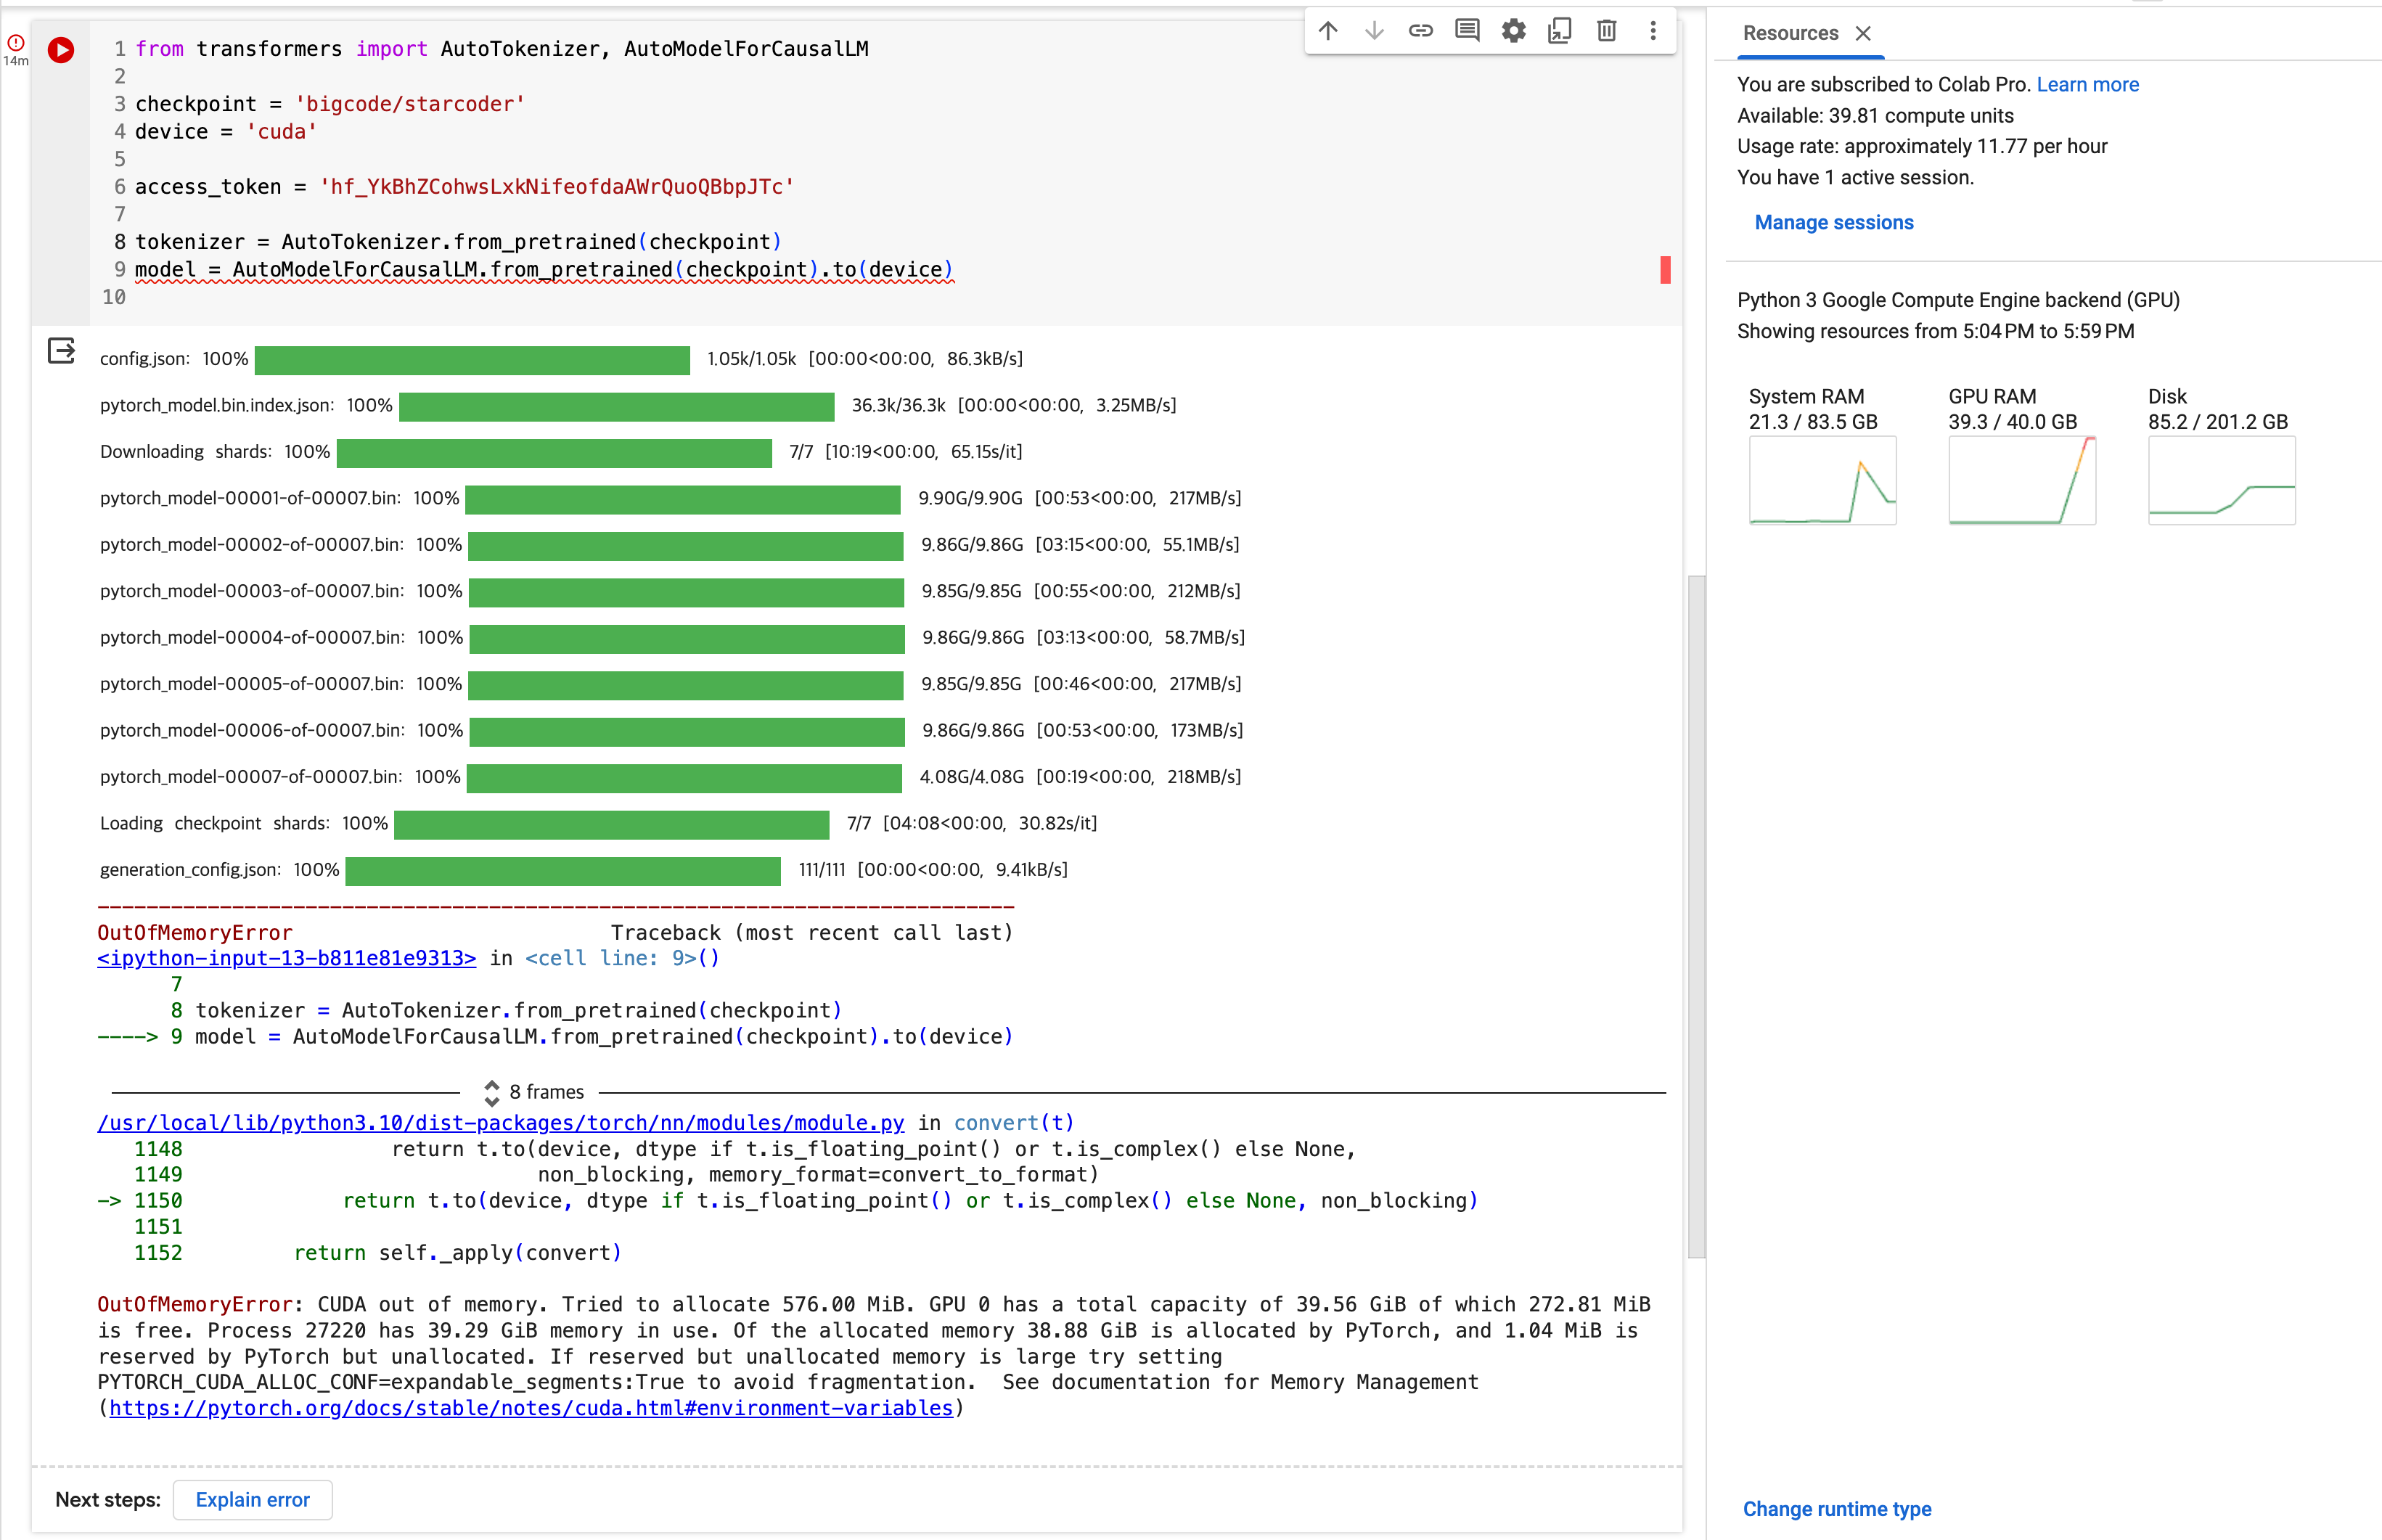 14m
1 from transformers import AutoTokenizer, AutoModelForCausalLM
2
3 checkpoint = 'bigcode/starcoder'
4 device = 'cuda'
5
6 access_token = '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'
7
8 tokenizer = AutoTokenizer.from_pretrained(checkpoint)
9 model = AutoModelForCausalLM.from_pretrained(checkpoint).to(device)
10
config.json: 100% 1.05k/1.05k [00:00<00:00, 86.3kB/s]
pytorch_model.bin.index.json: 100% 36.3k/36.3k [00:00<00:00, 3.25MB/s]
Downloading shards: 100% 7/7 [10:19<00:00, 65.15s/it]
pytorch_model-00001-of-00007.bin: 100% 9.90G/9.90G [00:53<00:00, 217MB/s]
pytorch_model-00002-of-00007.bin: 100% 9.86G/9.86G [03:15<00:00, 55.1MB/s]
pytorch_model-00003-of-00007.bin: 100% 9.85G/9.85G [00:55<00:00, 212MB/s]
pytorch_model-00004-of-00007.bin: 100% 9.86G/9.86G [03:13<00:00, 58.7MB/s]
pytorch_model-00005-of-00007.bin: 100% 9.85G/9.85G [00:46<00:00, 217MB/s]
pytorch_model-00006-of-00007.bin: 100% 9.86G/9.86G [00:53<00:00, 173MB/s]
pytorch_model-00007-of-00007.bin: 100% 4.08G/4.08G [00:19<00:00, 218MB/s]
Loading checkpoint shards: 100% 7/7 [04:08<00:00, 30.82s/it]
generation_config.json: 100% 111/111 [00:00<00:00, 9.41kB/s]
---------------------------------------------------------------------------
OutOfMemoryError                          Traceback (most recent call last)
<ipython-input-13-b811e81e9313> in <cell line: 9>()
      7
      8 tokenizer = AutoTokenizer.from_pretrained(checkpoint)
----> 9 model = AutoModelForCausalLM.from_pretrained(checkpoint).to(device)
8 frames
/usr/local/lib/python3.10/dist-packages/torch/nn/modules/module.py in convert(t)
   1148                 return t.to(device, dtype if t.is_floating_point() or t.is_complex() else None,
   1149                             non_blocking, memory_format=convert_to_format)
-> 1150             return t.to(device, dtype if t.is_floating_point() or t.is_complex() else None, non_blocking)
   1151
   1152         return self._apply(convert)
OutOfMemoryError: CUDA out of memory. Tried to allocate 576.00 MiB. GPU 0 has a total capacity of 39.56 GiB of which 272.81 MiB
is free. Process 27220 has 39.29 GiB memory in use. Of the allocated memory 38.88 GiB is allocated by PyTorch, and 1.04 MiB is
reserved by PyTorch but unallocated. If reserved but unallocated memory is large try setting
PYTORCH_CUDA_ALLOC_CONF=expandable_segments:True to avoid fragmentation.  See documentation for Memory Management
(https://pytorch.org/docs/stable/notes/cuda.html#environment-variables)
Next steps: Explain error
Resources
You are subscribed to Colab Pro. Learn more
Available: 39.81 compute units
Usage rate: approximately 11.77 per hour
You have 1 active session.
Manage sessions
Python 3 Google Compute Engine backend (GPU)
Showing resources from 5:04 PM to 5:59 PM
System RAM
21.3 / 83.5 GB
GPU RAM
39.3 / 40.0 GB
Disk
85.2 / 201.2 GB
Change runtime type